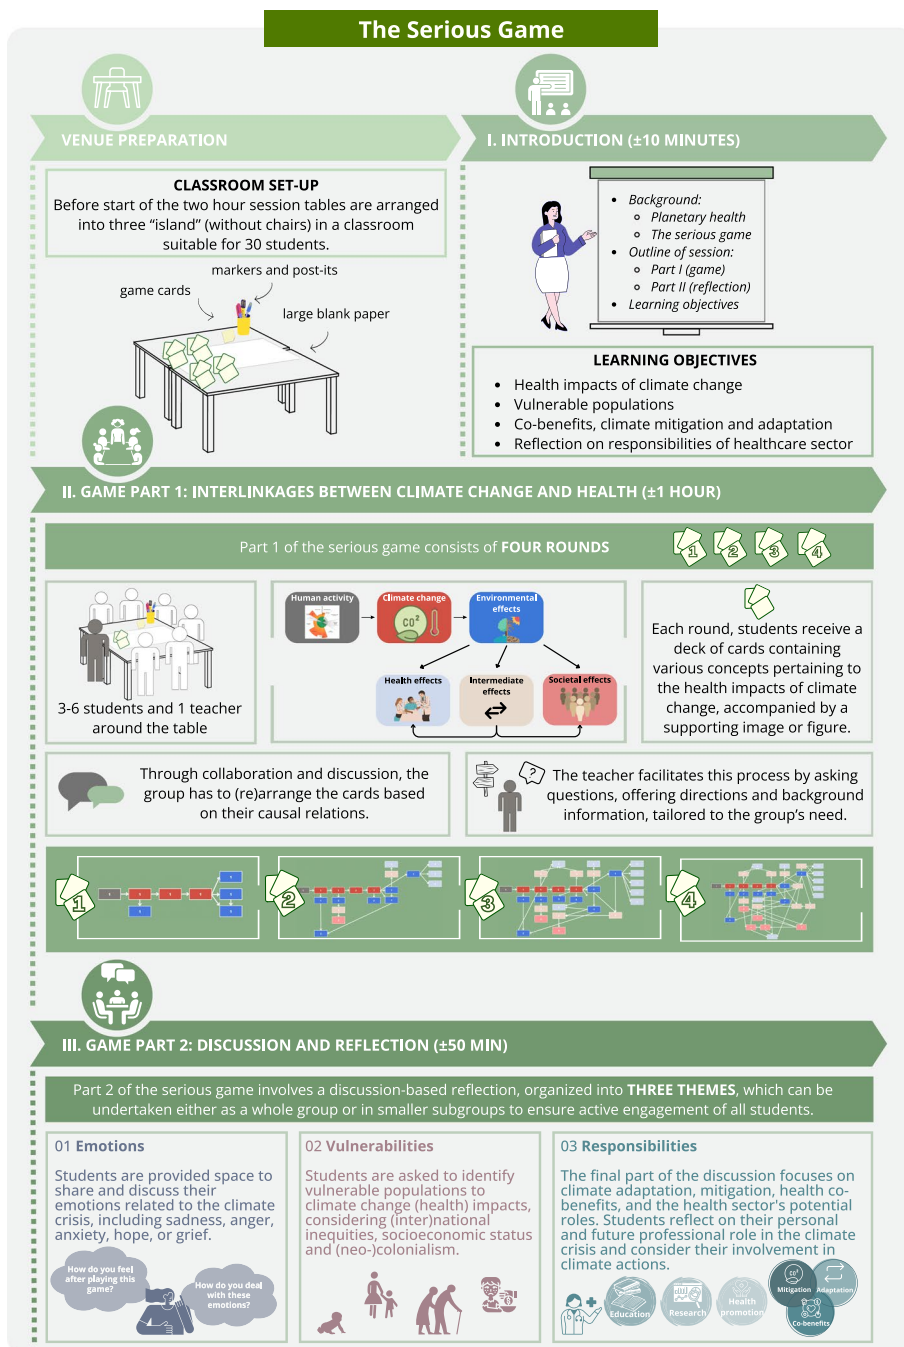 The Serious Game
VENUE PREPARATION
CLASSROOM SET-UP
Before start of the two hour session tables are arranged
into three “island” (without chairs) in a classroom
suitable for 30 students.
markers and post-its
game cards
large blank paper
I. INTRODUCTION (±10 MINUTES)
• Background:
◦ Planetary health
◦ The serious game
• Outline of session:
◦ Part I (game)
◦ Part II (reflection)
• Learning objectives
LEARNING OBJECTIVES
• Health impacts of climate change
• Vulnerable populations
• Co-benefits, climate mitigation and adaptation
• Reflection on responsibilities of healthcare sector
II. GAME PART 1: INTERLINKAGES BETWEEN CLIMATE CHANGE AND HEALTH (±1 HOUR)
Part 1 of the serious game consists of FOUR ROUNDS
1 2 3 4
3-6 students and 1 teacher
around the table
Human activity
Climate change
CO²
Environmental
effects
Health effects
Intermediate
effects
Societal effects
Each round, students receive a
deck of cards containing
various concepts pertaining to
the health impacts of climate
change, accompanied by a
supporting image or figure.
Through collaboration and discussion, the
group has to (re)arrange the cards based
on their causal relations.
?
The teacher facilitates this process by asking
questions, offering directions and background
information, tailored to the group’s need.
1
2
3
4
III. GAME PART 2: DISCUSSION AND REFLECTION (±50 MIN)
Part 2 of the serious game involves a discussion-based reflection, organized into THREE THEMES, which can be
undertaken either as a whole group or in smaller subgroups to ensure active engagement of all students.
01 Emotions
Students are provided space to
share and discuss their
emotions related to the climate
crisis, including sadness, anger,
anxiety, hope, or grief.
How do you feel
after playing this
game?
How do you deal
with these
emotions?
02 Vulnerabilities
Students are asked to identify
vulnerable populations to
climate change (health) impacts,
considering (inter)national
inequities, socioeconomic status
and (neo-)colonialism.
03 Responsibilities
The final part of the discussion focuses on
climate adaptation, mitigation, health co-
benefits, and the health sector's potential
roles. Students reflect on their personal
and future professional role in the climate
crisis and consider their involvement in
climate actions.
Education
Research
Health
promotion
CO²
Mitigation
Adaptation
Co-benefits